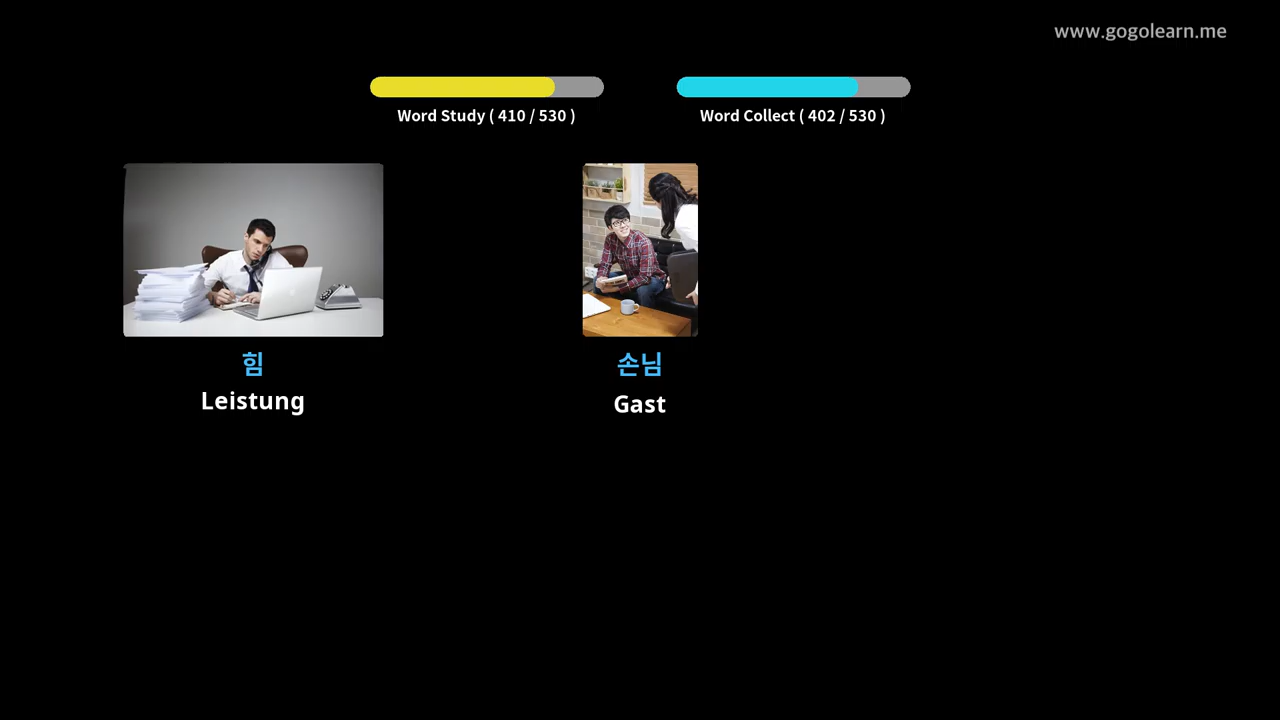 www.gogolearn.me
Word Study ( 410 / 530 )
Word Collect ( 402 / 530 )
힘
Leistung
손님
Gast